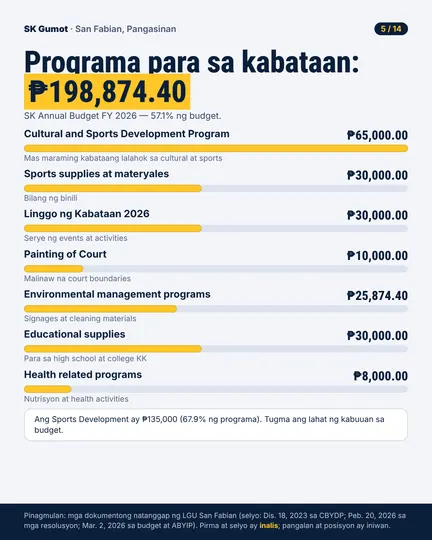 SK Gumot · San Fabian, Pangasinan
5 / 14
Programa para sa kabataan:
₱198,874.40
SK Annual Budget FY 2026 — 57.1% ng budget.
Cultural and Sports Development Program ₱65,000.00
Mas maraming kabataang lalahok sa cultural at sports
Sports supplies at materyales ₱30,000.00
Bilang ng binili
Linggo ng Kabataan 2026 ₱30,000.00
Serye ng events at activities
Painting of Court ₱10,000.00
Malinaw na court boundaries
Environmental management programs ₱25,874.40
Signages at cleaning materials
Educational supplies ₱30,000.00
Para sa high school at college KK
Health related programs ₱8,000.00
Nutrisyon at health activities
Ang Sports Development ay ₱135,000 (67.9% ng programa). Tugma ang lahat ng kabuuan sa
budget.
Pinagmulan: mga dokumentong natanggap ng LGU San Fabian (selyo: Dis. 18, 2023 sa CBYDP; Peb. 20, 2026 sa
mga resolusyon; Mar. 2, 2026 sa budget at ABYIP). Pirma at selyo ay inalis; pangalan at posisyon ay iniwan.